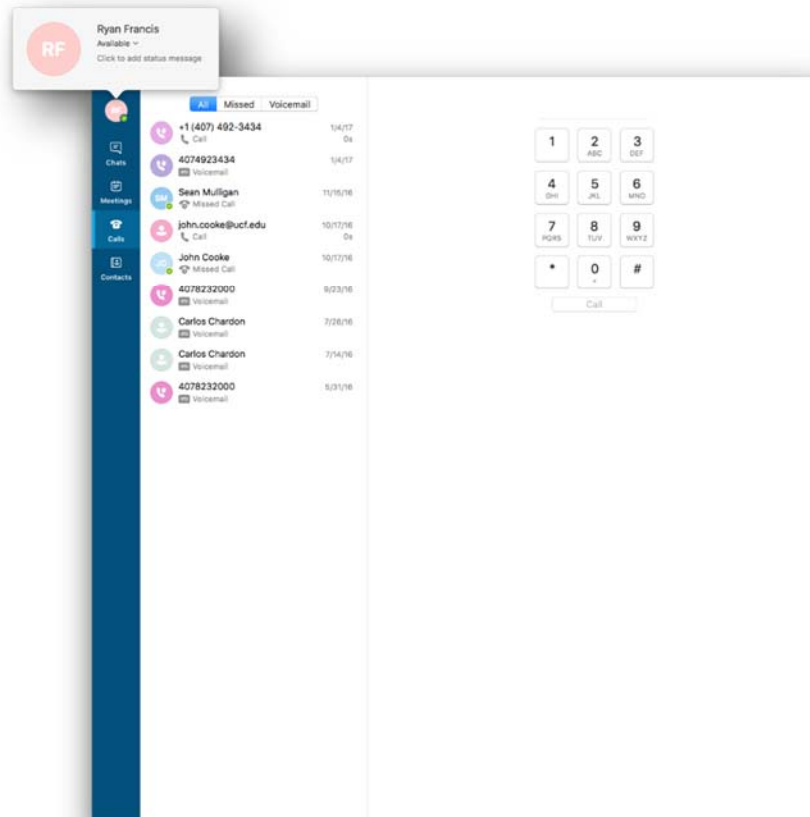 RF
Ryan Francis
Available
Click to add status message
All Missed Voicemail
Chats
Meetings
Calls
Contacts
+1 (407) 492-3434 1/4/17
Call 0s
4074923434 1/4/17
Voicemail
SM
Sean Mulligan 11/15/16
Missed Call
john.cooke@ucf.edu 10/17/16
Call 0s
JC
John Cooke 10/17/16
Missed Call
4078232000 9/23/16
Voicemail
Carlos Chardon 7/26/16
Voicemail
Carlos Chardon 7/14/16
Voicemail
4078232000 5/31/16
Voicemail
1 2 3
ABC DEF
4 5 6
GHI JKL MNO
7 8 9
PQRS TUV WXYZ
* 0 #
+
Call